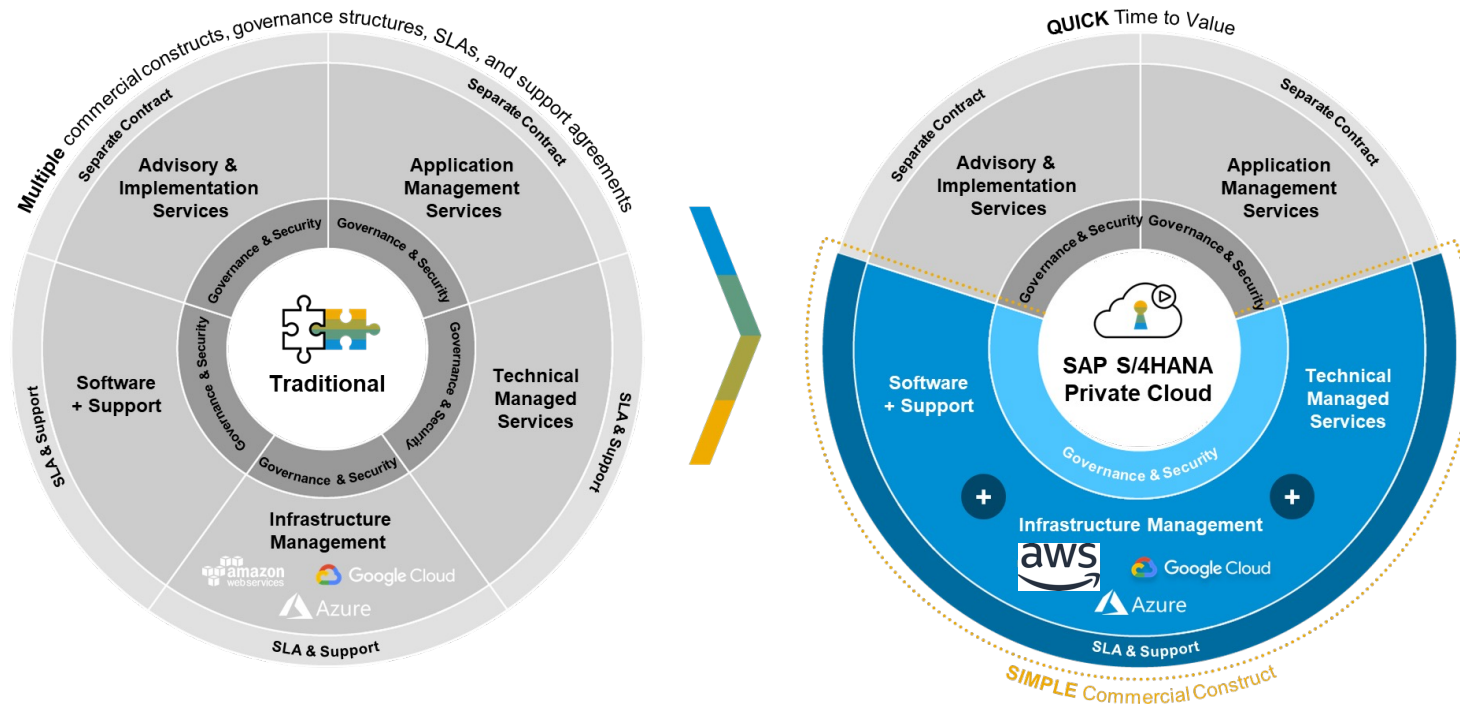 Multiple commercial constructs, governance structures, SLAs, and support agreements
Separate Contract
Separate Contract
Advisory &
Implementation
Services
Application
Management
Services
Governance & Security
Governance & Security
Traditional
Software
+ Support
Governance & Security
Governance & Security
Technical
Managed
Services
SLA & Support
SLA & Support
Governance & Security
Infrastructure
Management
amazon
web services
Google Cloud
Azure
SLA & Support
QUICK Time to Value
Separate Contract
Separate Contract
Advisory &
Implementation
Services
Application
Management
Services
Governance & Security
Governance & Security
SAP S/4HANA
Private Cloud
Software
+ Support
Technical
Managed
Services
Governance & Security
+
+
Infrastructure Management
aws
Google Cloud
Azure
SLA & Support
SIMPLE Commercial Construct